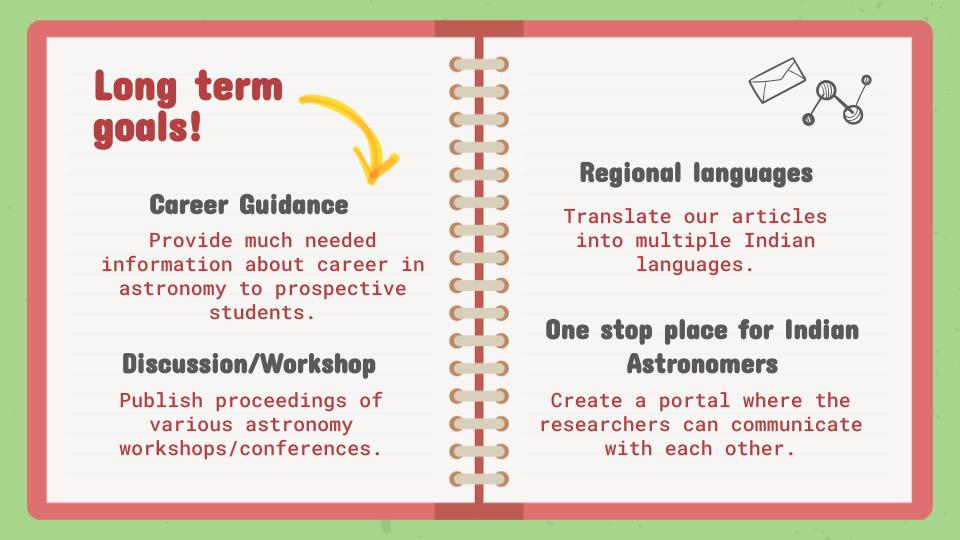 Long term
goals!
Career Guidance
Provide much needed
information about career in
astronomy to prospective
students.
Discussion/Workshop
Publish proceedings of
various astronomy
workshops/conferences.
Regional languages
Translate our articles
into multiple Indian
languages.
One stop place for Indian
Astronomers
Create a portal where the
researchers can communicate
with each other.